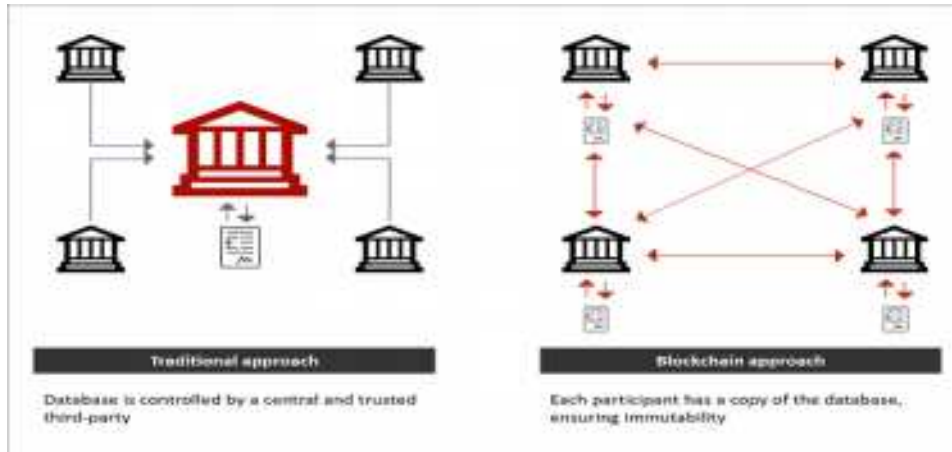 Traditional approach
Database is controlled by a central and trusted
third-party
Blockchain approach
Each participant has a copy of the database,
ensuring immutability